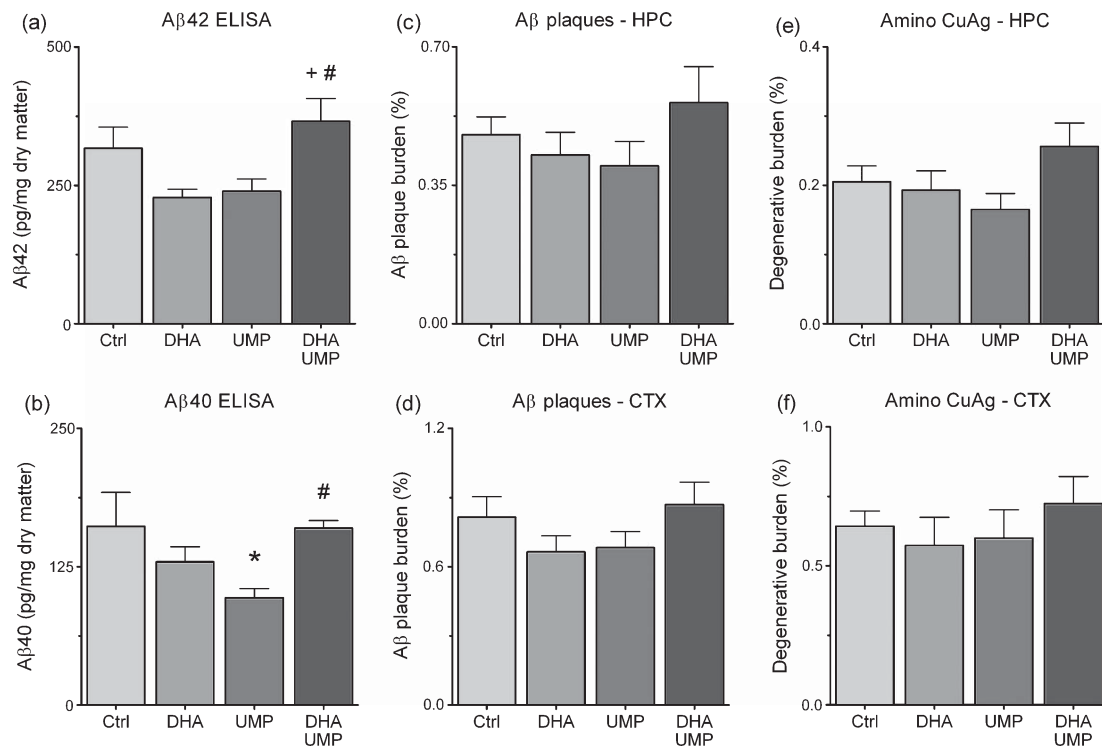 (a) Aβ42 ELISA
Aβ42 (pg/mg dry matter)
500
250
0
+ #
Ctrl DHA UMP DHA
UMP
(c) Aβ plaques - HPC
Aβ plaque burden (%)
0.70
0.35
0.00
Ctrl DHA UMP DHA
UMP
(e) Amino CuAg - HPC
Degenerative burden (%)
0.4
0.2
0.0
Ctrl DHA UMP DHA
UMP
(b) Aβ40 ELISA
Aβ40 (pg/mg dry matter)
250
125
0
*
#
Ctrl DHA UMP DHA
UMP
(d) Aβ plaques - CTX
Aβ plaque burden (%)
1.2
0.6
0.0
Ctrl DHA UMP DHA
UMP
(f) Amino CuAg - CTX
Degenerative burden (%)
1.0
0.5
0.0
Ctrl DHA UMP DHA
UMP